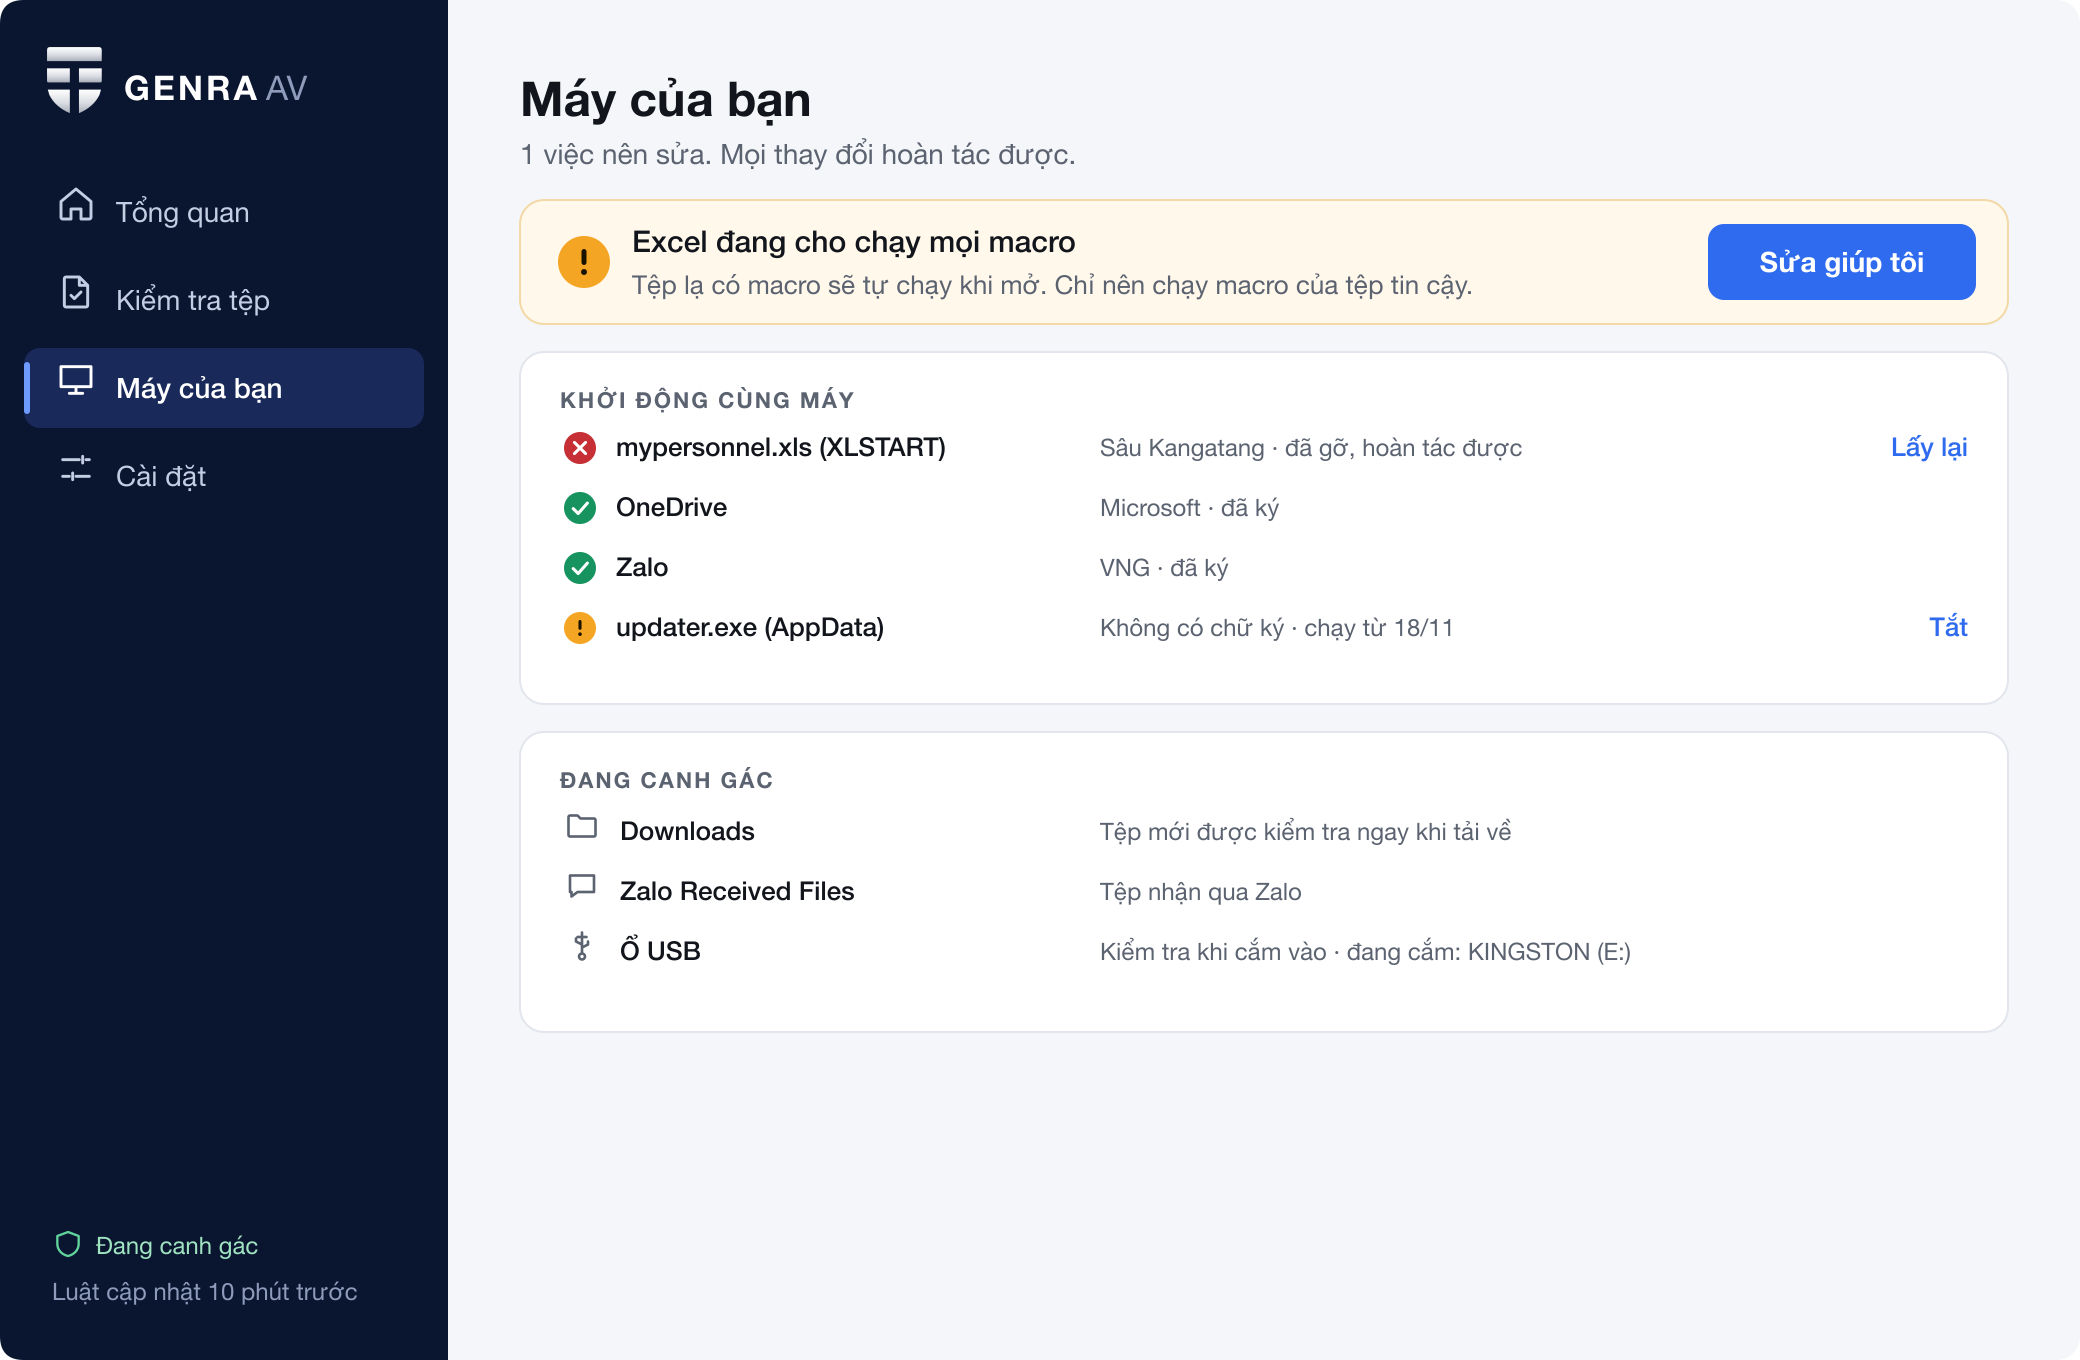 GENRA AV
Tổng quan
Kiểm tra tệp
Máy của bạn
Cài đặt
Đang canh gác
Luật cập nhật 10 phút trước
Máy của bạn
1 việc nên sửa. Mọi thay đổi hoàn tác được.
Excel đang cho chạy mọi macro
Tệp lạ có macro sẽ tự chạy khi mở. Chỉ nên chạy macro của tệp tin cậy.
Sửa giúp tôi
KHỞI ĐỘNG CÙNG MÁY
mypersonnel.xls (XLSTART) Sâu Kangatang · đã gỡ, hoàn tác được Lấy lại
OneDrive Microsoft · đã ký
Zalo VNG · đã ký
updater.exe (AppData) Không có chữ ký · chạy từ 18/11 Tắt
ĐANG CANH GÁC
Downloads Tệp mới được kiểm tra ngay khi tải về
Zalo Received Files Tệp nhận qua Zalo
Ổ USB Kiểm tra khi cắm vào · đang cắm: KINGSTON (E:)